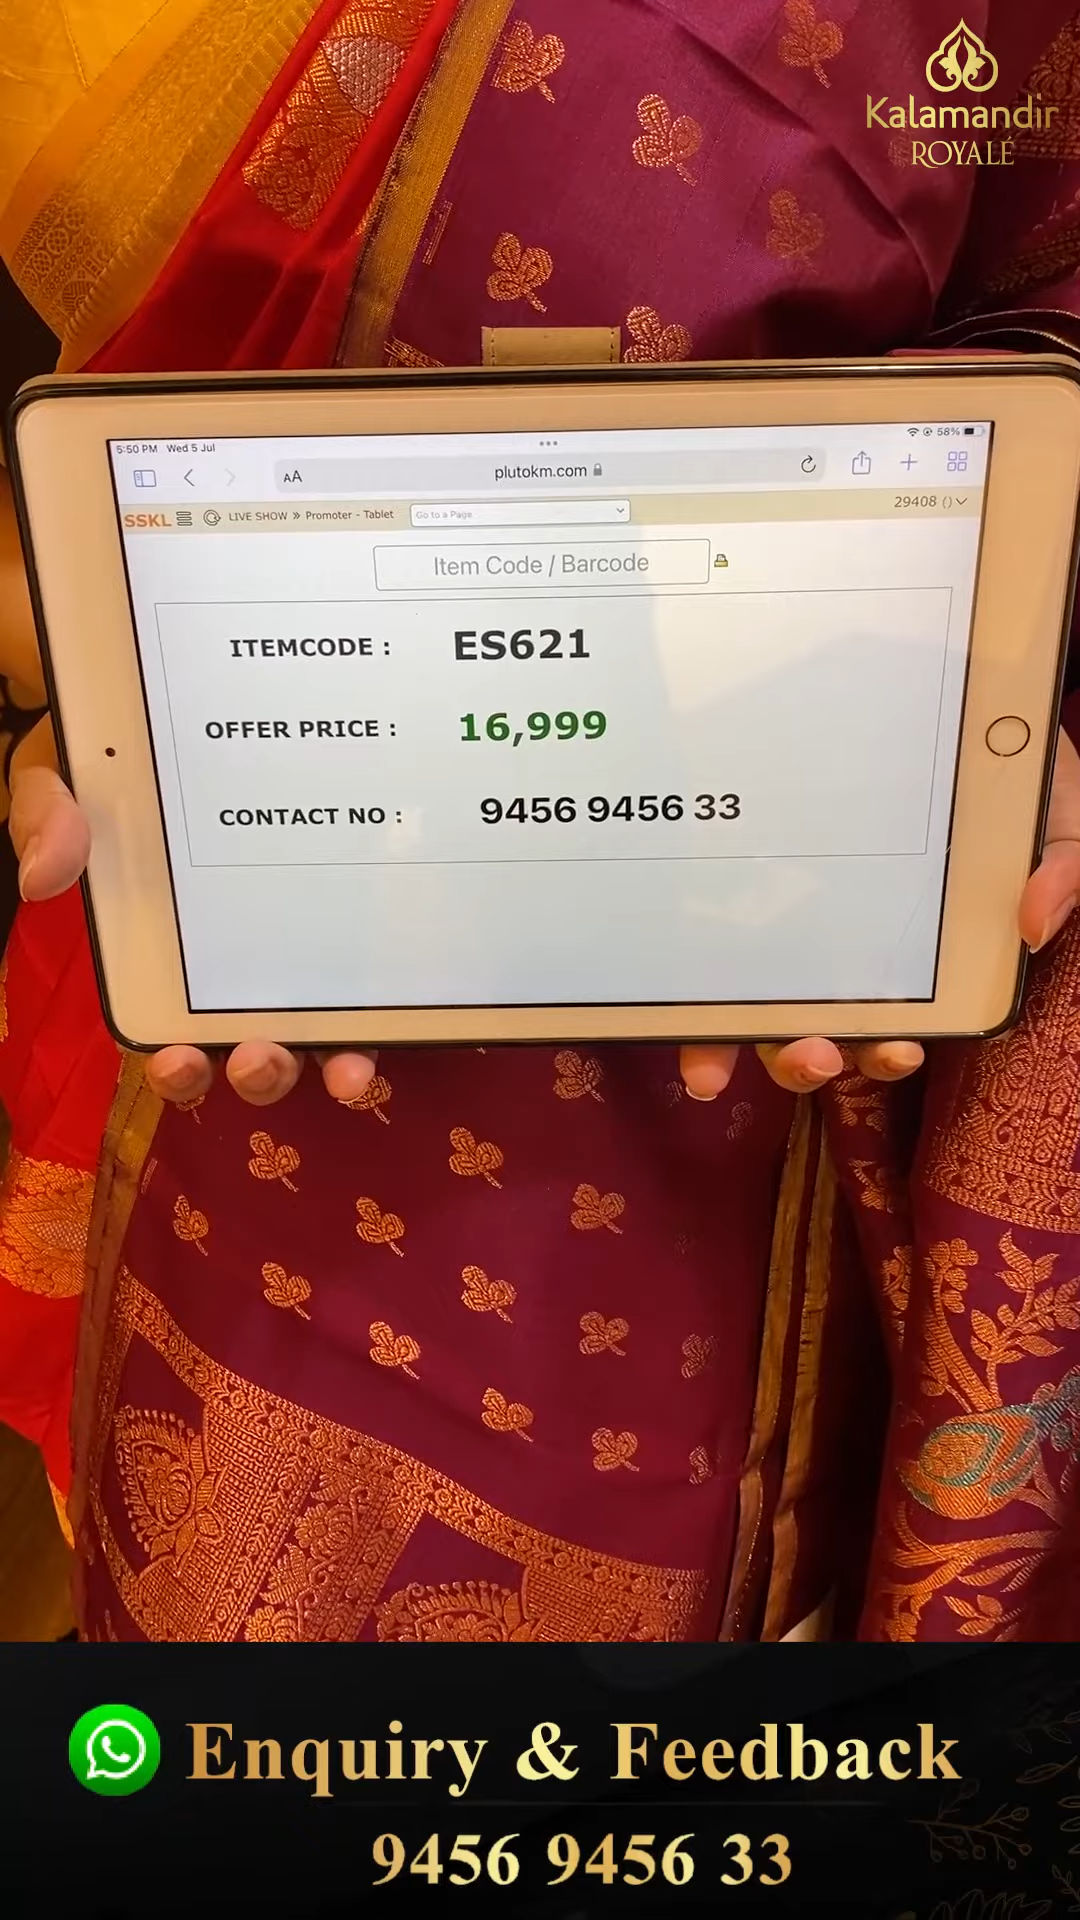 Kalamandir
ROYALÉ
5:50 PM Wed 5 Jul
58%
AA
plutokm.com
SSKL
LIVE SHOW » Promoter - Tablet
Go to a Page
29408 ()
Item Code / Barcode
ITEMCODE : ES621
OFFER PRICE : 16,999
CONTACT NO : 9456 9456 33
Enquiry & Feedback
9456 9456 33